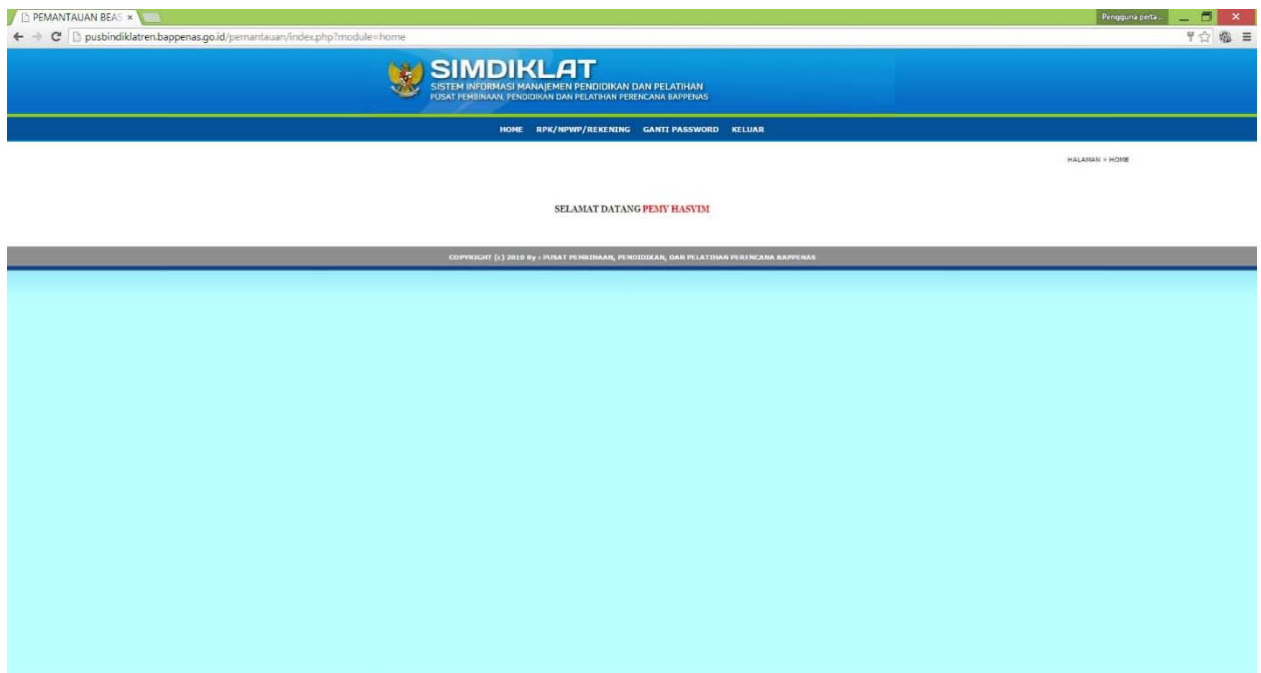 PEMANTAUAN BEAS
Pengguna perta...
pusbindiklatren.bappenas.go.id/pemantauan/index.php?module=home
SIMDIKLAT
SISTEM INFORMASI MANAJEMEN PENDIDIKAN DAN PELATIHAN
PUSAT PEMBINAAN, PENDIDIKAN DAN PELATIHAN PERENCANA BAPPENAS
HOME RPK/NPWP/REKENING GANTI PASSWORD KELUAR
HALAMAN » HOME
SELAMAT DATANG PEMY HASYIM
COPYRIGHT (c) 2010 By : PUSAT PEMBINAAN, PENDIDIKAN, DAN PELATIHAN PERENCANA BAPPENAS